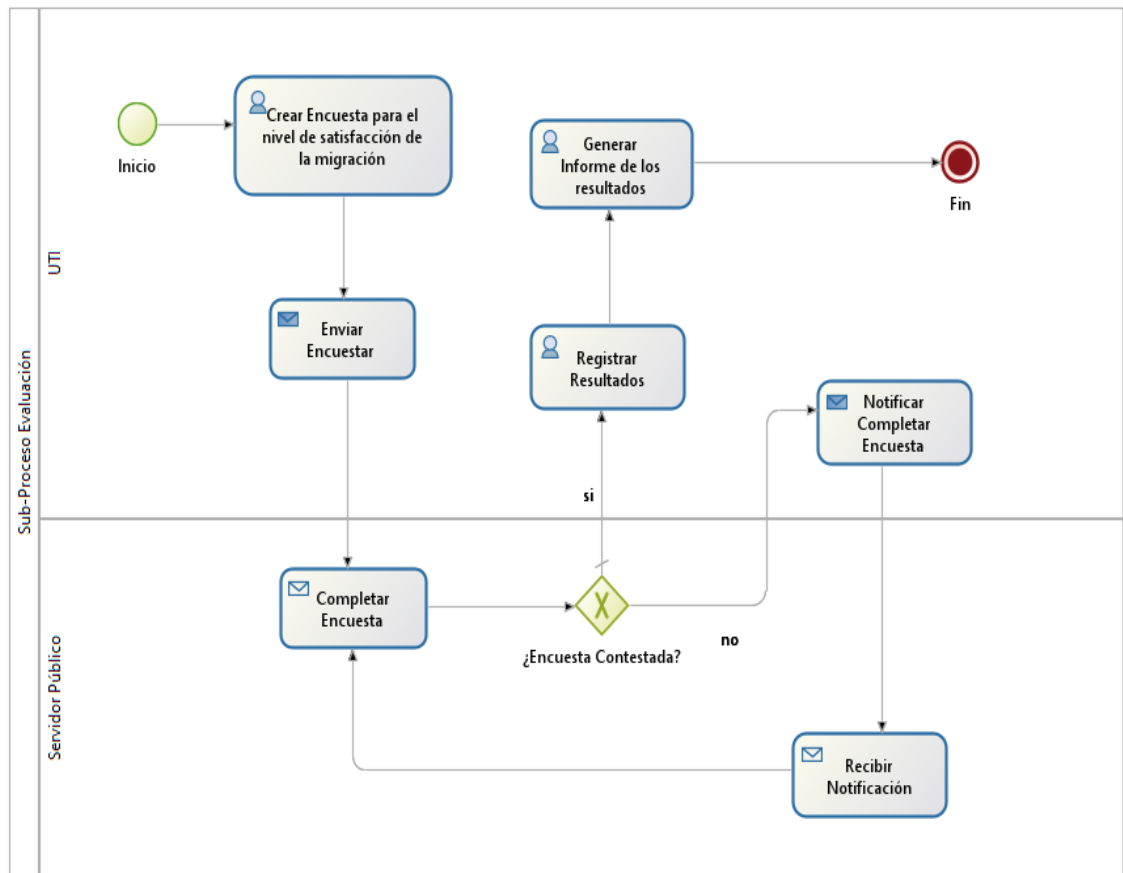 Sub-Proceso Evaluación
UTI
Inicio
Crear Encuesta para el
nivel de satisfacción de
la migración
Generar
Informe de los
resultados
Fin
Enviar
Encuestar
Registrar
Resultados
Notificar
Completar
Encuesta
si
Servidor Público
Completar
Encuesta
¿Encuesta Contestada?
no
Recibir
Notificación